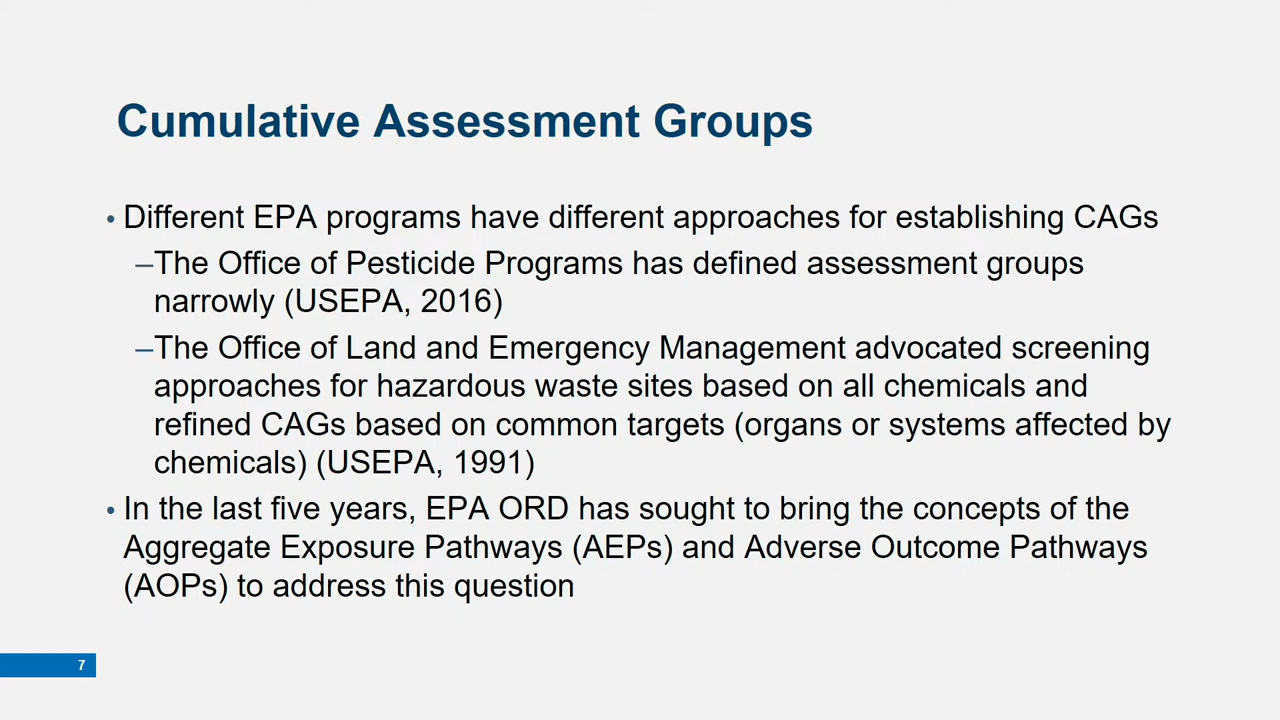 Cumulative Assessment Groups
• Different EPA programs have different approaches for establishing CAGs
–The Office of Pesticide Programs has defined assessment groups
narrowly (USEPA, 2016)
–The Office of Land and Emergency Management advocated screening
approaches for hazardous waste sites based on all chemicals and
refined CAGs based on common targets (organs or systems affected by
chemicals) (USEPA, 1991)
• In the last five years, EPA ORD has sought to bring the concepts of the
Aggregate Exposure Pathways (AEPs) and Adverse Outcome Pathways
(AOPs) to address this question
7